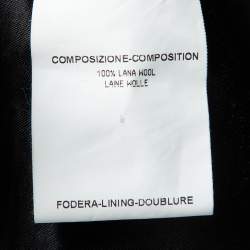 COMPOSIZIONE-COMPOSITION
100% LANA WOOL
LAINE WOLLE
FODERA-LINING-DOUBLURE